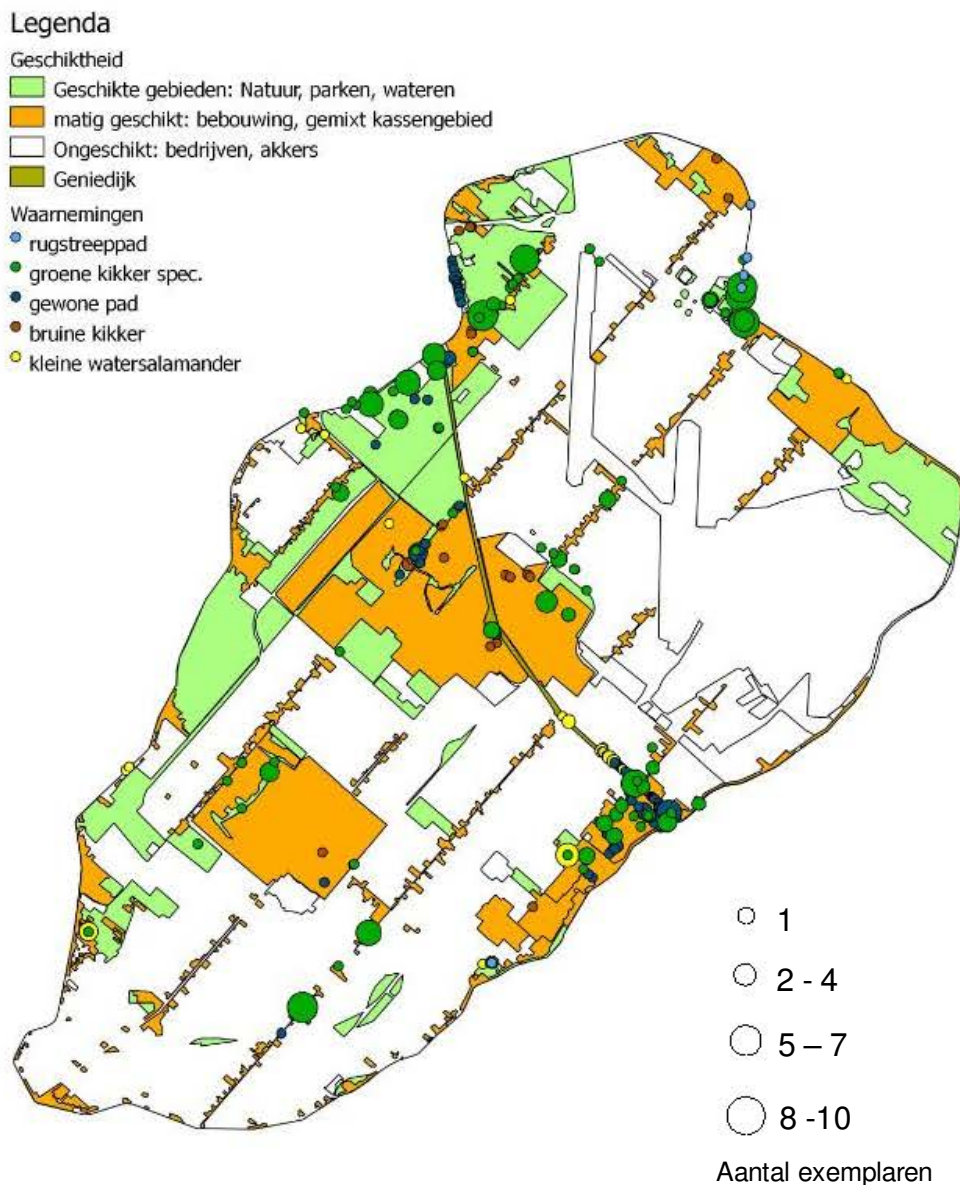 Legenda
Geschiktheid
Geschikte gebieden: Natuur, parken, wateren
matig geschikt: bebouwing, gemixt kassengebied
Ongeschikt: bedrijven, akkers
Geniedijk
Waarnemingen
rugstreeppad
groene kikker spec.
gewone pad
bruine kikker
kleine watersalamander
1
2 - 4
5 – 7
8 -10
Aantal exemplaren